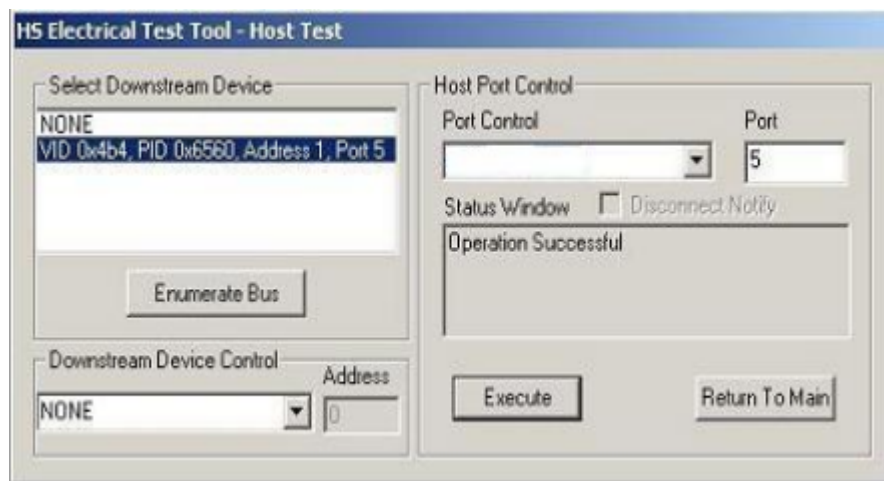 HS Electrical Test Tool - Host Test
Select Downstream Device
NONE
VID 0x4b4, PID 0x6560, Address 1, Port 5
Enumerate Bus
Downstream Device Control
Address
NONE
0
Host Port Control
Port Control
Port
5
Status Window
Disconnect Notify
Operation Successful
Execute
Return To Main